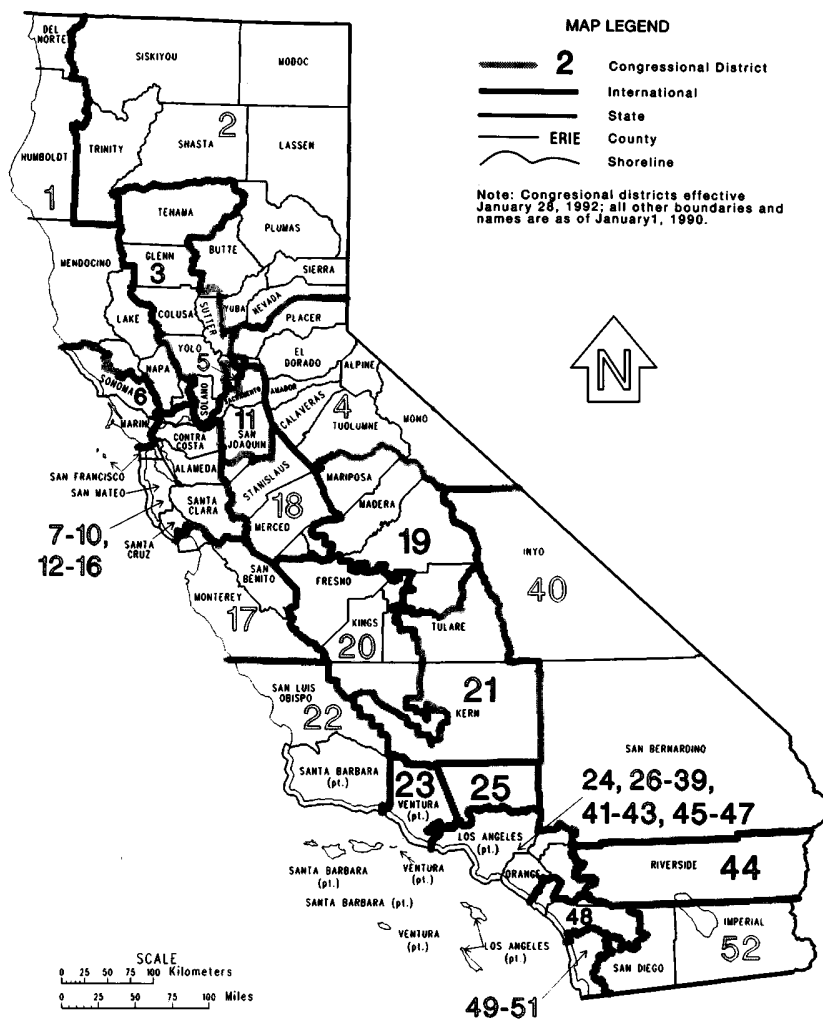 MAP LEGEND
2 Congressional District
International
State
ERIE County
Shoreline
Note: Congresional districts effective
January 28, 1992; all other boundaries and
names are as of January1, 1990.
N
DEL
NORTE
SISKIYOU
MODOC
HUMBOLDT
1
TRINITY
SHASTA
2
LASSEN
TENAMA
PLUMAS
MENDOCINO
GLENN
3
BUTTE
SIERRA
LAKE
COLUSA
SUTTER
YUBA
NEVADA
PLACER
YOLO
5
EL
DORADO
ALPINE
SONOMA
6
NAPA
SOLANO
SACRAMENTO
AMADOR
MARIN
11
SAN
JOAQUIN
CALAVERAS
4
TUOLUMNE
MONO
CONTRA
COSTA
SAN FRANCISCO
ALAMEDA
SAN MATEO
STANISLAUS
MARIPOSA
SANTA
CLARA
18
MADERA
7-10,
12-16
SANTA
CRUZ
MERCED
19
INYO
40
SAN
BENITO
FRESNO
MONTEREY
17
KINGS
20
TULARE
SAN LUIS
OBISPO
22
21
KERN
SAN BERNARDINO
SANTA BARBARA
(pt.)
23
VENTURA
(pt.)
25
24, 26-39,
41-43, 45-47
LOS ANGELES
(pt.)
SANTA BARBARA
(pt.)
VENTURA
(pt.)
ORANGE
RIVERSIDE
44
SANTA BARBARA (pt.)
48
IMPERIAL
52
VENTURA
(pt.)
LOS ANGELES
(pt.)
SAN DIEGO
49-51
SCALE
0 50 75 100 Kilometers
0 25 50 100 Miles